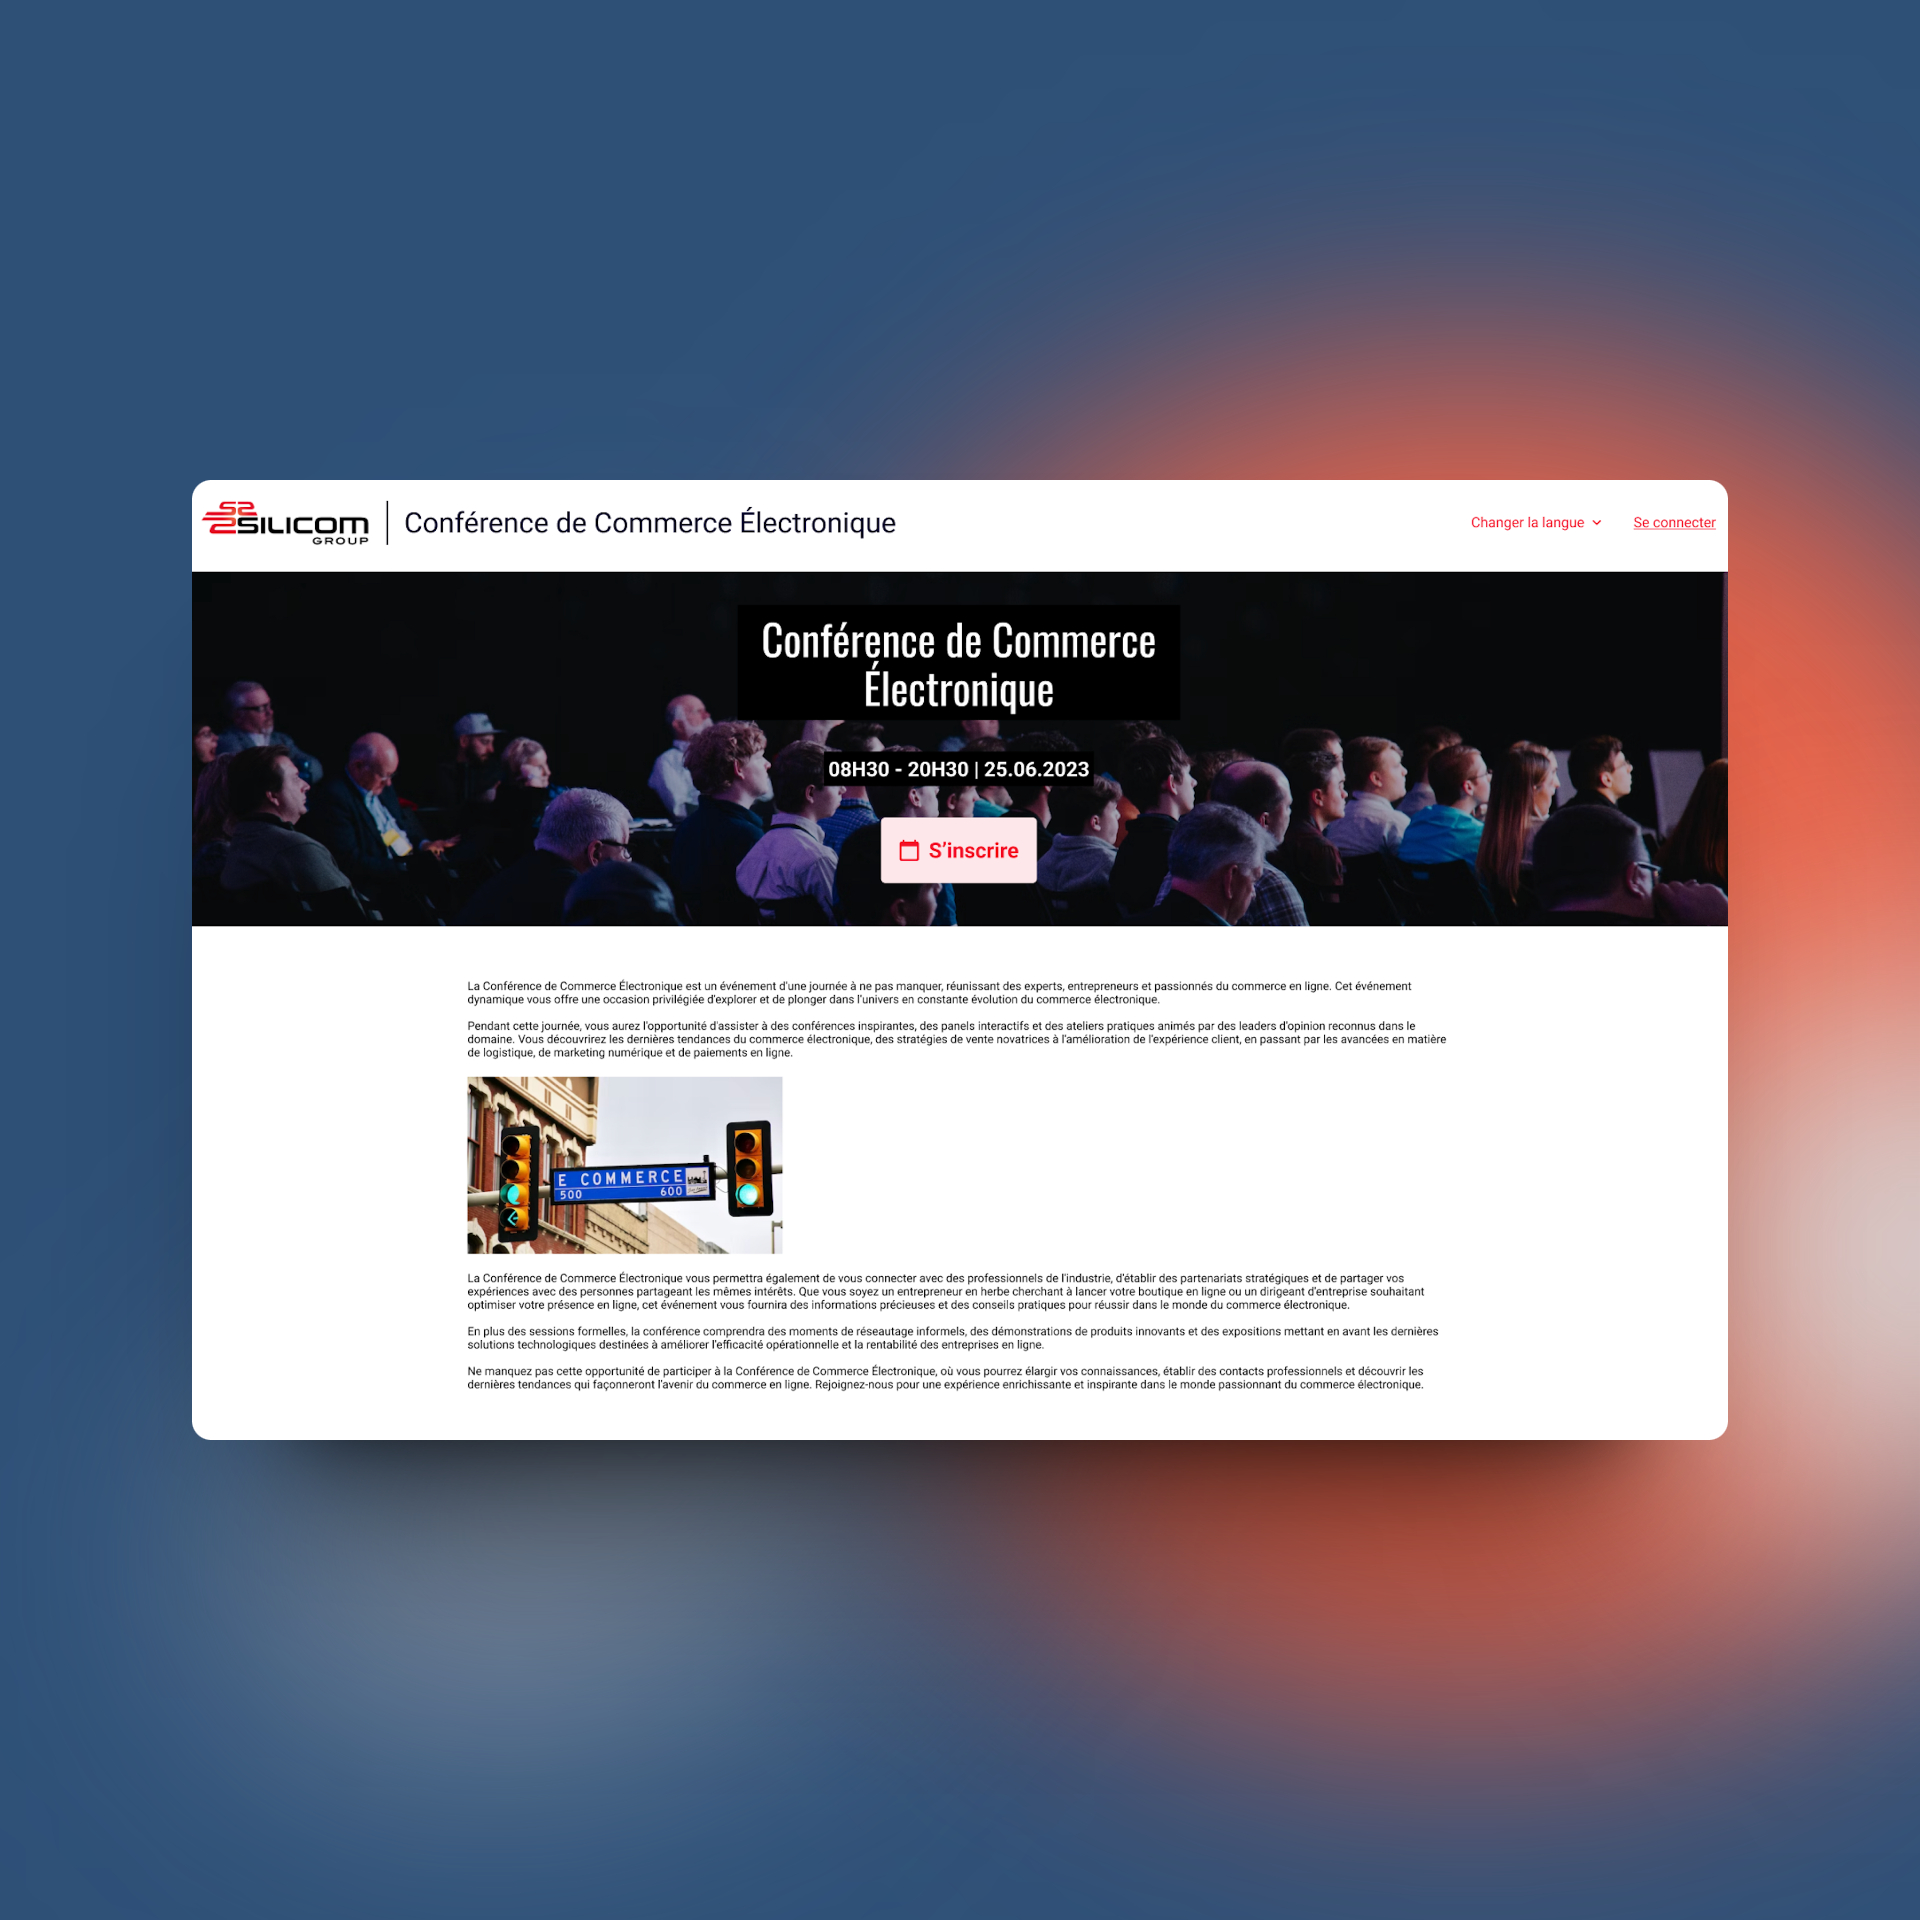 SILICOM
GROUP
Conférence de Commerce Électronique
Changer la langue
Se connecter
Conférence de Commerce
Électronique
08H30 - 20H30 | 25.06.2023
S’inscrire
La Conférence de Commerce Électronique est un événement d'une journée à ne pas manquer, réunissant des experts, entrepreneurs et passionnés du commerce en ligne. Cet événement
dynamique vous offre une occasion privilégiée d'explorer et de plonger dans l'univers en constante évolution du commerce électronique.
Pendant cette journée, vous aurez l'opportunité d'assister à des conférences inspirantes, des panels interactifs et des ateliers pratiques animés par des leaders d'opinion reconnus dans le
domaine. Vous découvrirez les dernières tendances du commerce électronique, des stratégies de vente novatrices à l'amélioration de l'expérience client, en passant par les avancées en matière
de logistique, de marketing numérique et de paiements en ligne.
E COMMERCE
500 600
La Conférence de Commerce Électronique vous permettra également de vous connecter avec des professionnels de l'industrie, d'établir des partenariats stratégiques et de partager vos
expériences avec des personnes partageant les mêmes intérêts. Que vous soyez un entrepreneur en herbe cherchant à lancer votre boutique en ligne ou un dirigeant d'entreprise souhaitant
optimiser votre présence en ligne, cet événement vous fournira des informations précieuses et des conseils pratiques pour réussir dans le monde du commerce électronique.
En plus des sessions formelles, la conférence comprendra des moments de réseautage informels, des démonstrations de produits innovants et des expositions mettant en avant les dernières
solutions technologiques destinées à améliorer l'efficacité opérationnelle et la rentabilité des entreprises en ligne.
Ne manquez pas cette opportunité de participer à la Conférence de Commerce Électronique, où vous pourrez élargir vos connaissances, établir des contacts professionnels et découvrir les
dernières tendances qui façonneront l'avenir du commerce en ligne. Rejoignez-nous pour une expérience enrichissante et inspirante dans le monde passionnant du commerce électronique.